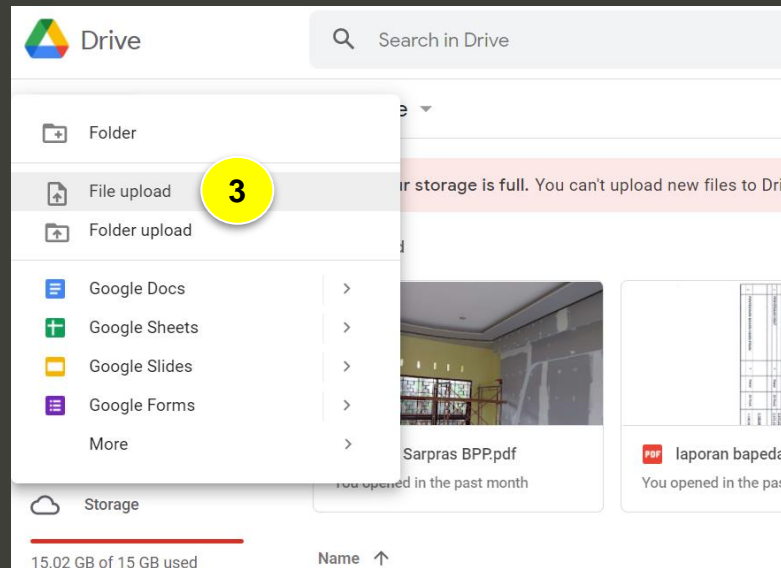 Drive
Search in Drive
Folder
File upload
3
r storage is full. You can't upload new files to Dri
Folder upload
Google Docs
Google Sheets
Google Slides
Google Forms
More
Sarpras BPP.pdf
PDF
laporan bapeda
You opened in the past month
You opened in the pas
Storage
15.02 GB of 15 GB used
Name